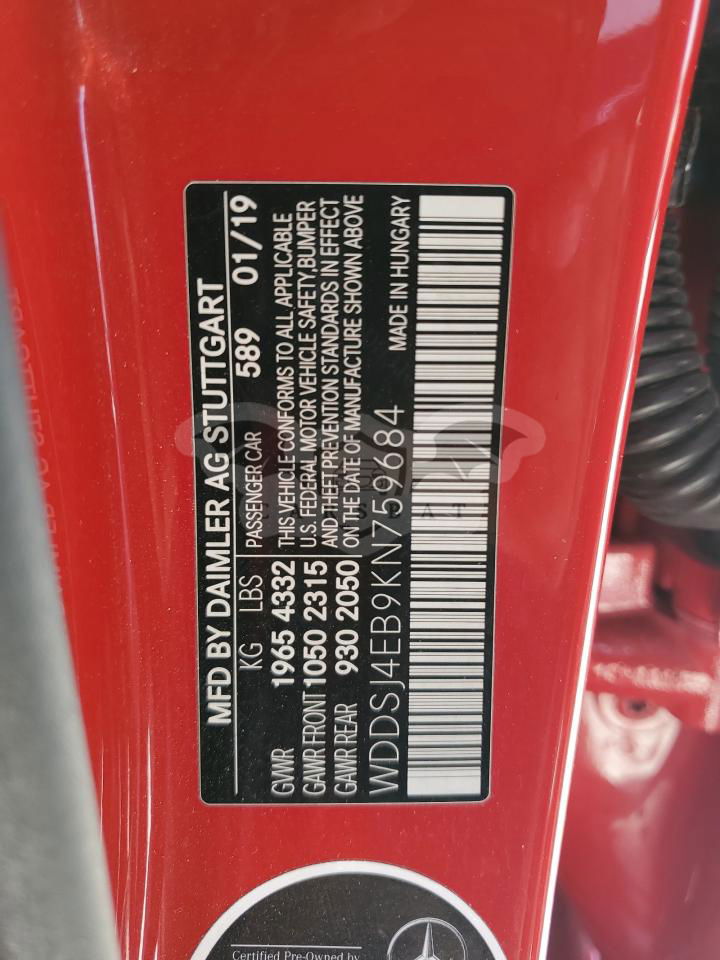 MFD BY DAIMLER AG STUTTGART
KG LBS PASSENGER CAR 589 01/19
GVWR 1965 4332 THIS VEHICLE CONFORMS TO ALL APPLICABLE
GAWR FRONT 1050 2315 U.S. FEDERAL MOTOR VEHICLE SAFETY,BUMPER
AND THEFT PREVENTION STANDARDS IN EFFECT
GAWR REAR 930 2050 ON THE DATE OF MANUFACTURE SHOWN ABOVE
WDDSJ4EB9KN759684 MADE IN HUNGARY
Certified Pre-Owned by